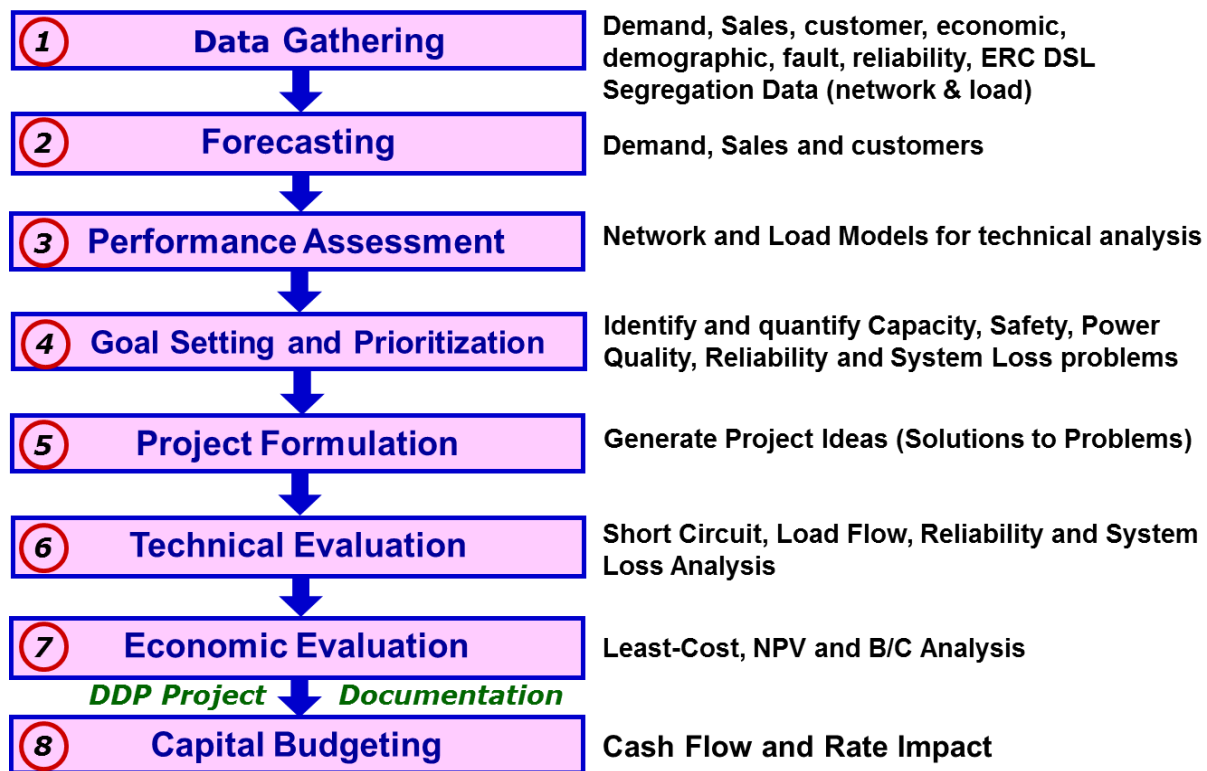 1 Data Gathering
Demand, Sales, customer, economic,
demographic, fault, reliability, ERC DSL
Segregation Data (network & load)
2 Forecasting
Demand, Sales and customers
3 Performance Assessment
Network and Load Models for technical analysis
4 Goal Setting and Prioritization
Identify and quantify Capacity, Safety, Power
Quality, Reliability and System Loss problems
5 Project Formulation
Generate Project Ideas (Solutions to Problems)
6 Technical Evaluation
Short Circuit, Load Flow, Reliability and System
Loss Analysis
7 Economic Evaluation
Least-Cost, NPV and B/C Analysis
DDP Project Documentation
8 Capital Budgeting
Cash Flow and Rate Impact